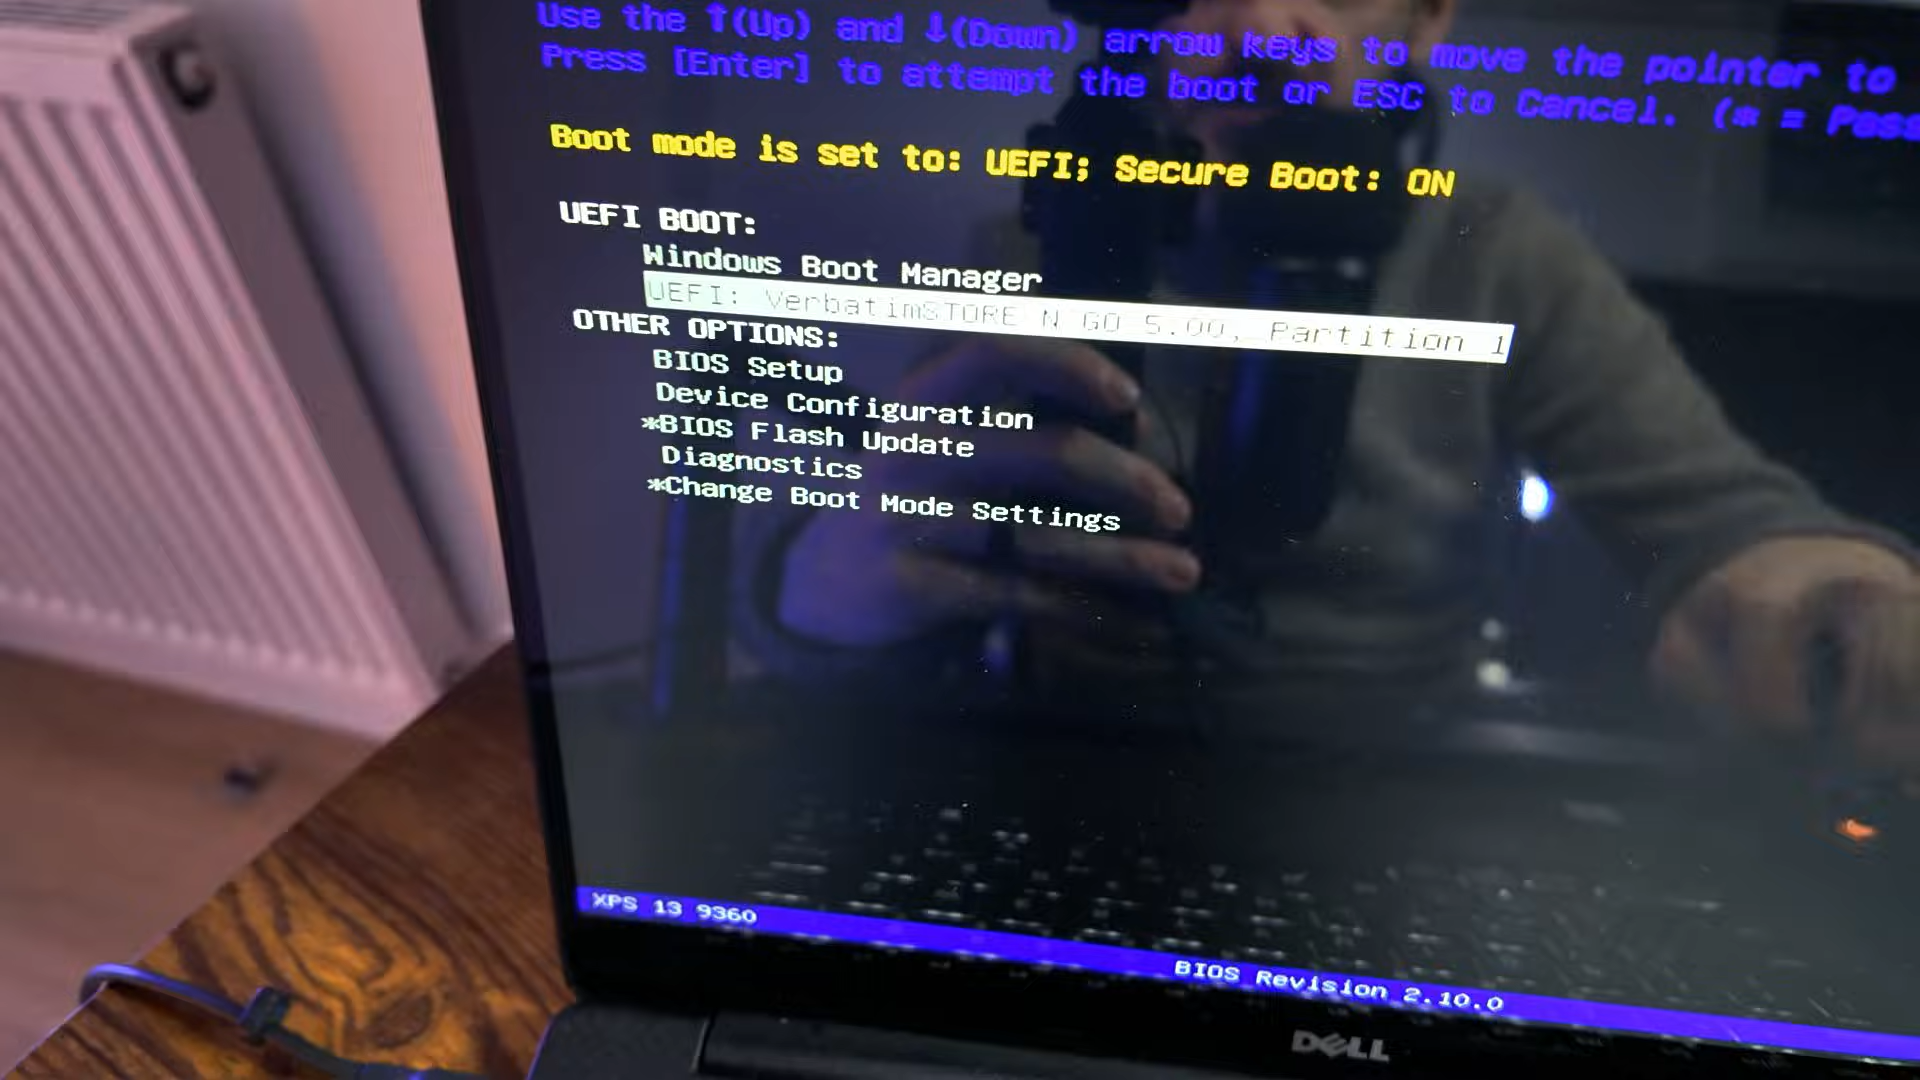 Use the ↑(Up) and ↓(Down) arrow keys to move the pointer to
Press [Enter] to attempt the boot or ESC to Cancel. (* = Pass
Boot mode is set to: UEFI; Secure Boot: ON
UEFI BOOT:
Windows Boot Manager
UEFI: VerbatimSTORE N GO 5.00, Partition 1
OTHER OPTIONS:
BIOS Setup
Device Configuration
*BIOS Flash Update
Diagnostics
*Change Boot Mode Settings
XPS 13 9360
BIOS Revision 2.10.0
DELL